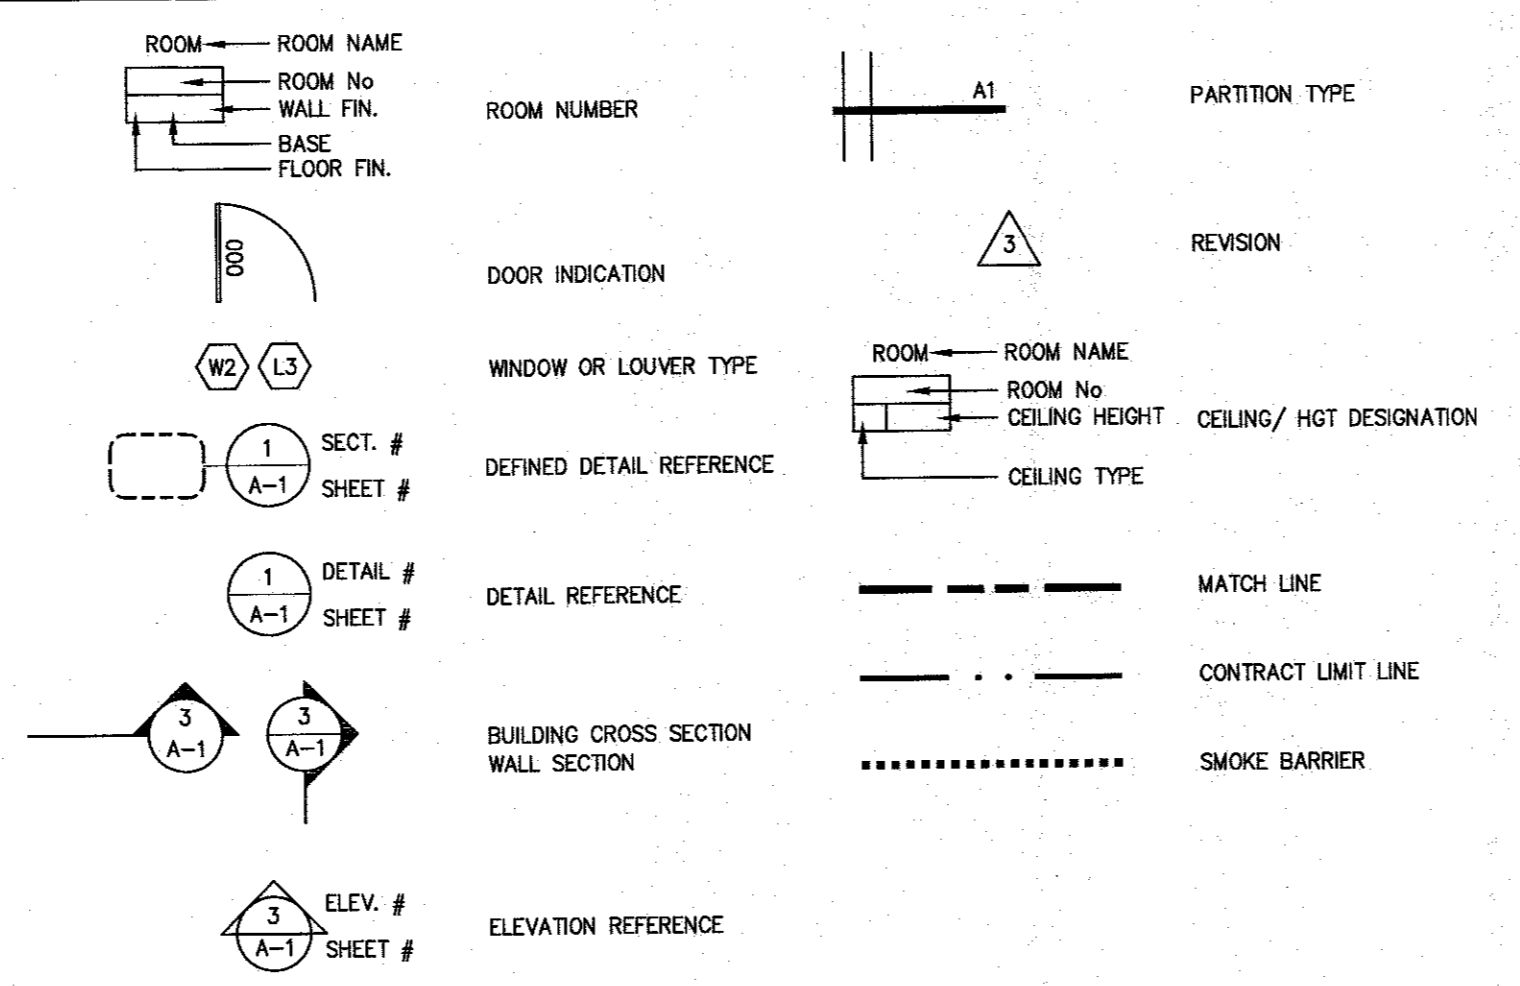 ROOM ROOM NAME
ROOM No
WALL FIN.
BASE
FLOOR FIN.
ROOM NUMBER
000
DOOR INDICATION
W2 L3
WINDOW OR LOUVER TYPE
1 SECT. #
A-1 SHEET #
DEFINED DETAIL REFERENCE
1 DETAIL #
A-1 SHEET #
DETAIL REFERENCE
3 3
A-1 A-1
BUILDING CROSS SECTION
WALL SECTION
3 ELEV. #
A-1 SHEET #
ELEVATION REFERENCE
A1
PARTITION TYPE
3
REVISION
ROOM ROOM NAME
ROOM No
CEILING HEIGHT
CEILING TYPE
CEILING/ HGT DESIGNATION
MATCH LINE
CONTRACT LIMIT LINE
SMOKE BARRIER